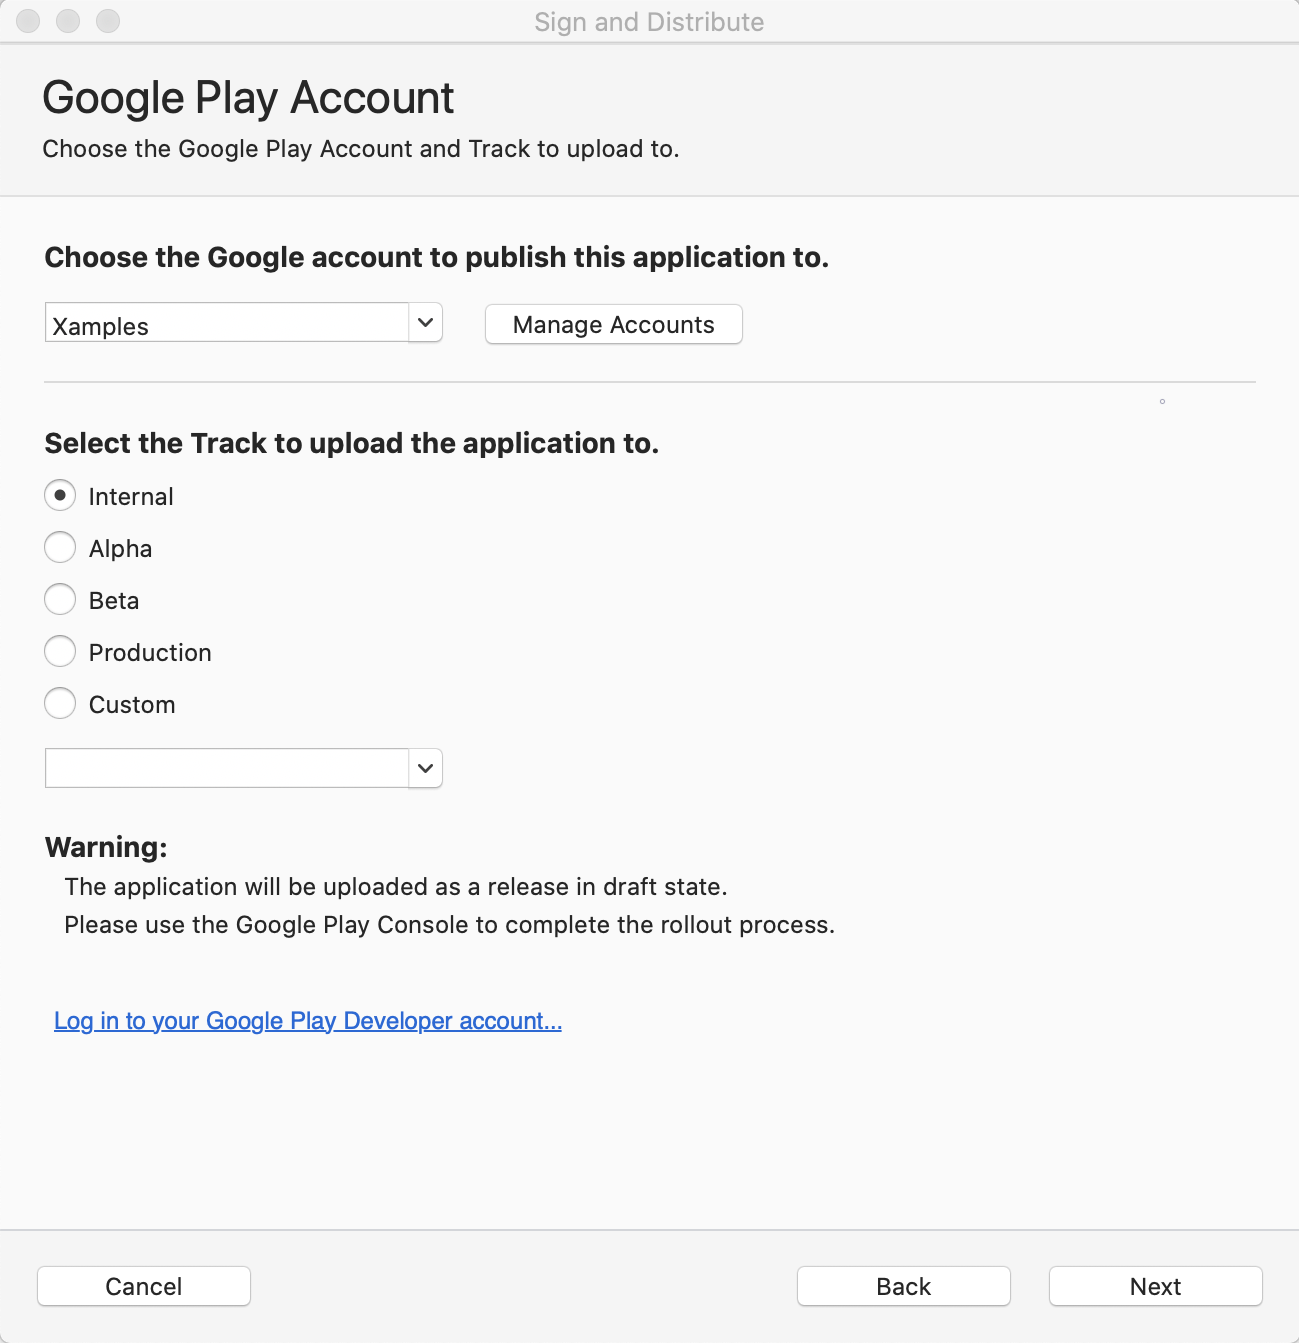 Sign and Distribute
Google Play Account
Choose the Google Play Account and Track to upload to.
Choose the Google account to publish this application to.
Xamples
Manage Accounts
Select the Track to upload the application to.
Internal
Alpha
Beta
Production
Custom
Warning:
The application will be uploaded as a release in draft state.
Please use the Google Play Console to complete the rollout process.
Log in to your Google Play Developer account...
Cancel
Back
Next